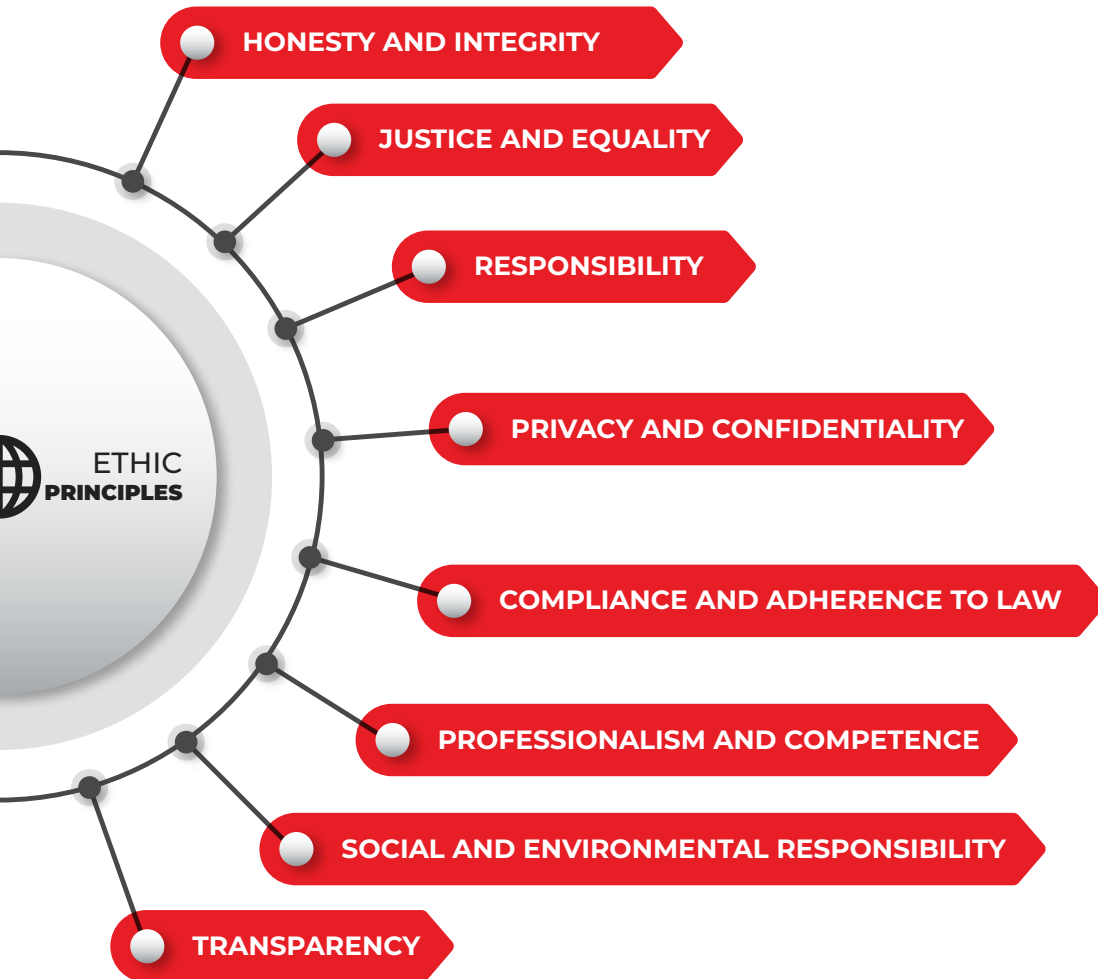 HONESTY AND INTEGRITY
JUSTICE AND EQUALITY
RESPONSIBILITY
PRIVACY AND CONFIDENTIALITY
ETHIC
PRINCIPLES
COMPLIANCE AND ADHERENCE TO LAW
PROFESSIONALISM AND COMPETENCE
SOCIAL AND ENVIRONMENTAL RESPONSIBILITY
TRANSPARENCY